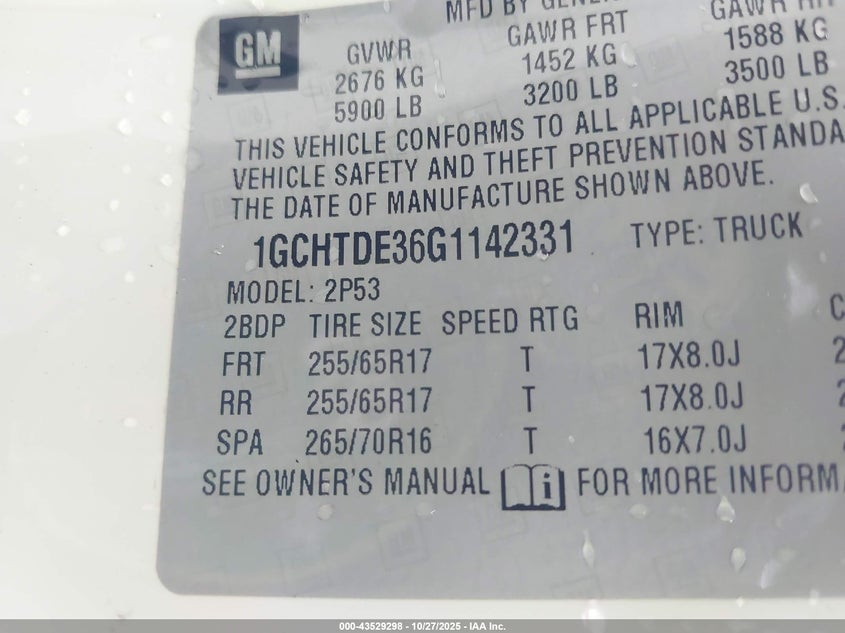 GM
MFD BY GENER
GVWR GAWR FRT GAWR RR
2676 KG 1452 KG 1588 KG
5900 LB 3200 LB 3500 LB
THIS VEHICLE CONFORMS TO ALL APPLICABLE U.S.
VEHICLE SAFETY AND THEFT PREVENTION STANDA
THE DATE OF MANUFACTURE SHOWN ABOVE.
1GCHTDE36G1142331 TYPE: TRUCK
MODEL: 2P53
2BDP TIRE SIZE SPEED RTG RIM C
FRT 255/65R17 T 17X8.0J 2
RR 255/65R17 T 17X8.0J 2
SPA 265/70R16 T 16X7.0J
SEE OWNER'S MANUAL i FOR MORE INFORM
000-43529298 - 10/27/2025 - IAA Inc.